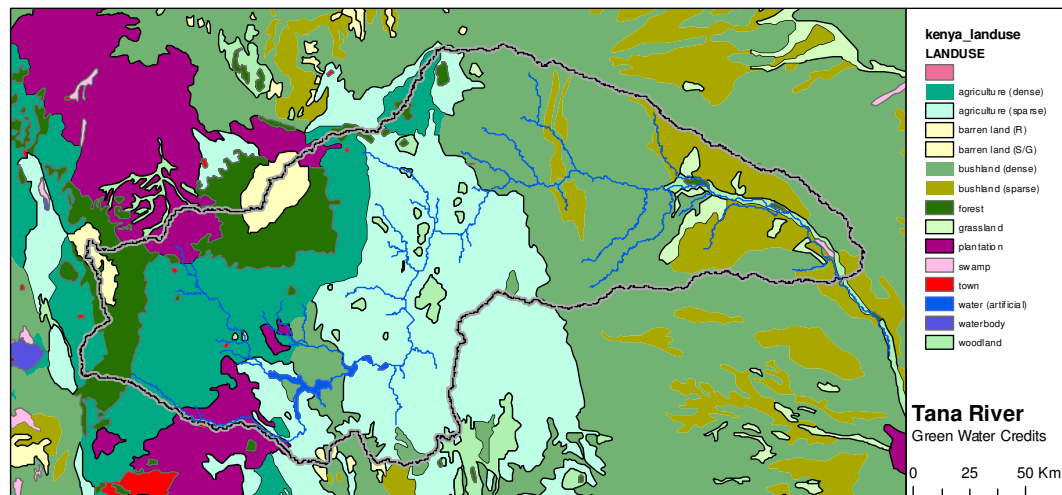 kenya_landuse
LANDUSE
agriculture (dense)
agriculture (sparse)
barren land (R)
barren land (S/G)
bushland (dense)
bushland (sparse)
forest
grassland
plantation
swamp
town
water (artificial)
waterbody
woodland
Tana River
Green Water Credits
0 25 50 Km